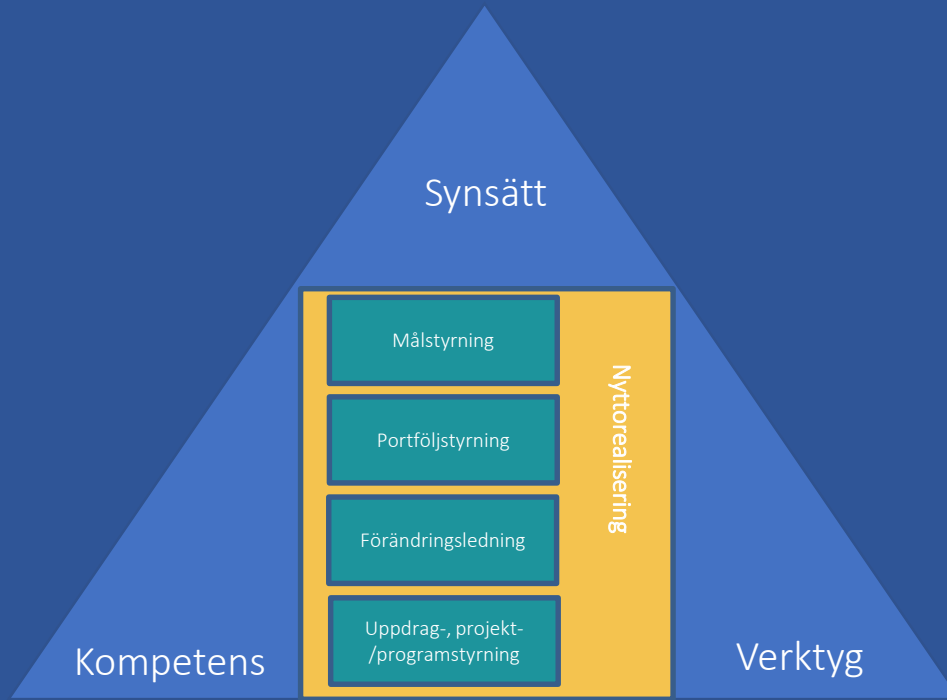 Synsätt
Målstyrning
Portföljstyrning
Förändringsledning
Uppdrag-, projekt-
/programstyrning
Nyttorealisering
Kompetens
Verktyg